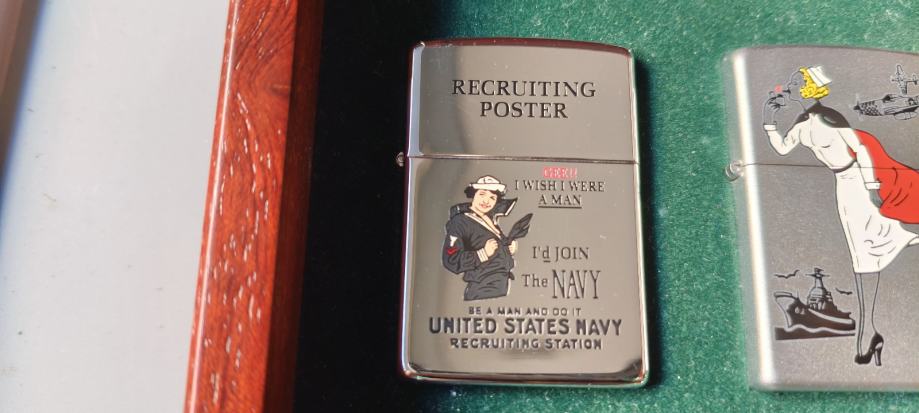 RECRUITING
POSTER
GEE!!
I WISH I WERE
A MAN
I'd JOIN
The NAVY
BE A MAN AND DO IT
UNITED STATES NAVY
RECRUITING STATION